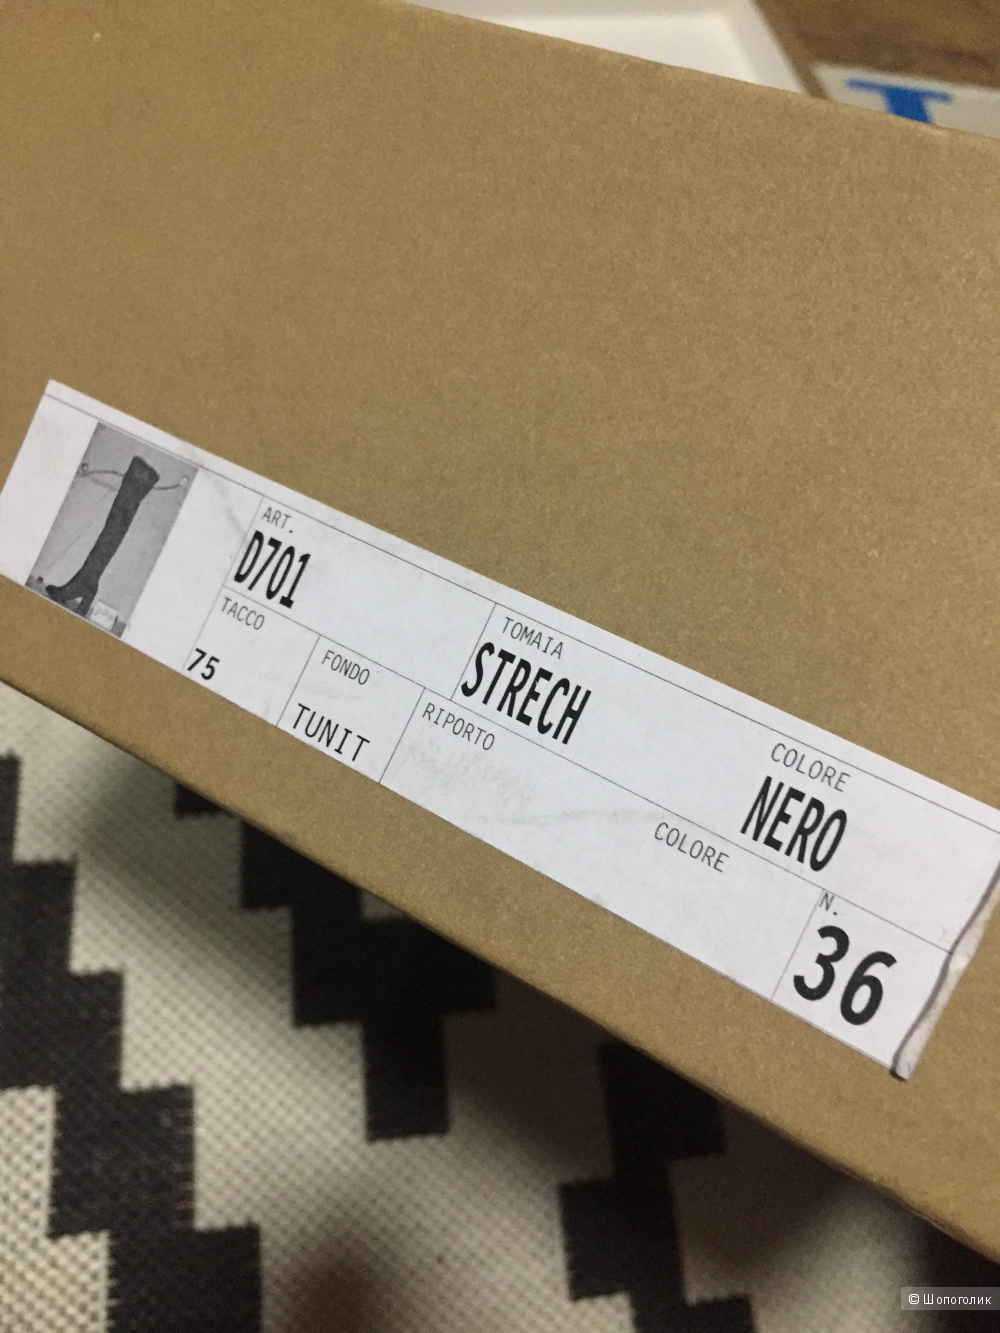 ART.
D701
TOMAIA
STRECH
COLORE
NERO
TACCO
75
FONDO
TUNIT
RIPORTO
COLORE
N.
36
© Шопоголик